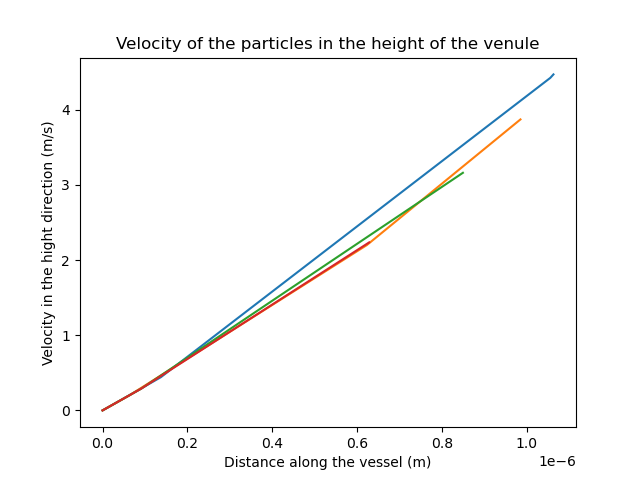 Velocity of the particles in the height of the venule
Velocity in the hight direction (m/s)
4
3
2
1
0
0.0 0.2 0.4 0.6 0.8 1.0
1e−6
Distance along the vessel (m)